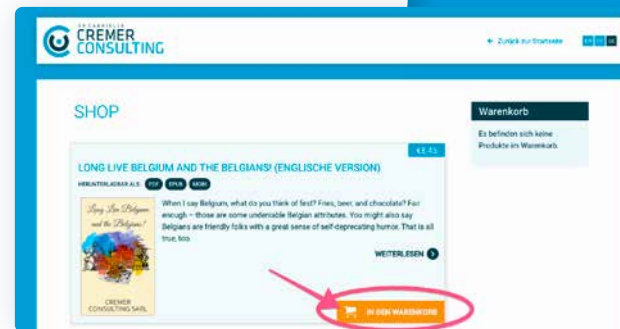 DR GABRIELLE
CREMER
CONSULTING
← Zurück zur Startseite
DE
SHOP
Warenkorb
Es befinden sich keine
Produkte im Warenkorb.
LONG LIVE BELGIUM AND THE BELGIANS! (ENGLISCHE VERSION)
HERUNTERLADBAR ALS: PDF EPUB MOBI
When I say Belgium, what do you think of first? Fries, beer, and chocolate? Fair
enough – those are some undeniable Belgian attributes. You might also say
Belgians are friendly folks with a great sense of self-deprecating humor. That is all
true, too.
WEITERLESEN
Long Live Belgium
and the Belgians!
CREMER
CONSULTING SARL
IN DEN WARENKORB